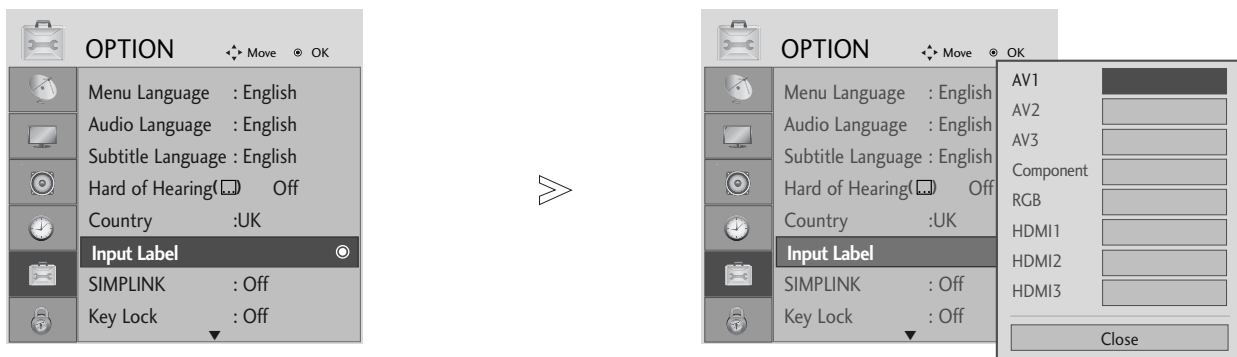 OPTION
Move OK
Menu Language : English
Audio Language : English
Subtitle Language : English
Hard of Hearing( ) Off
Country :UK
Input Label
SIMPLINK : Off
Key Lock : Off
OPTION
Move OK
Menu Language : English
Audio Language : English
Subtitle Language : English
Hard of Hearing( ) Off
Country :UK
Input Label
SIMPLINK : Off
Key Lock : Off
AV1
AV2
AV3
Component
RGB
HDMI1
HDMI2
HDMI3
Close